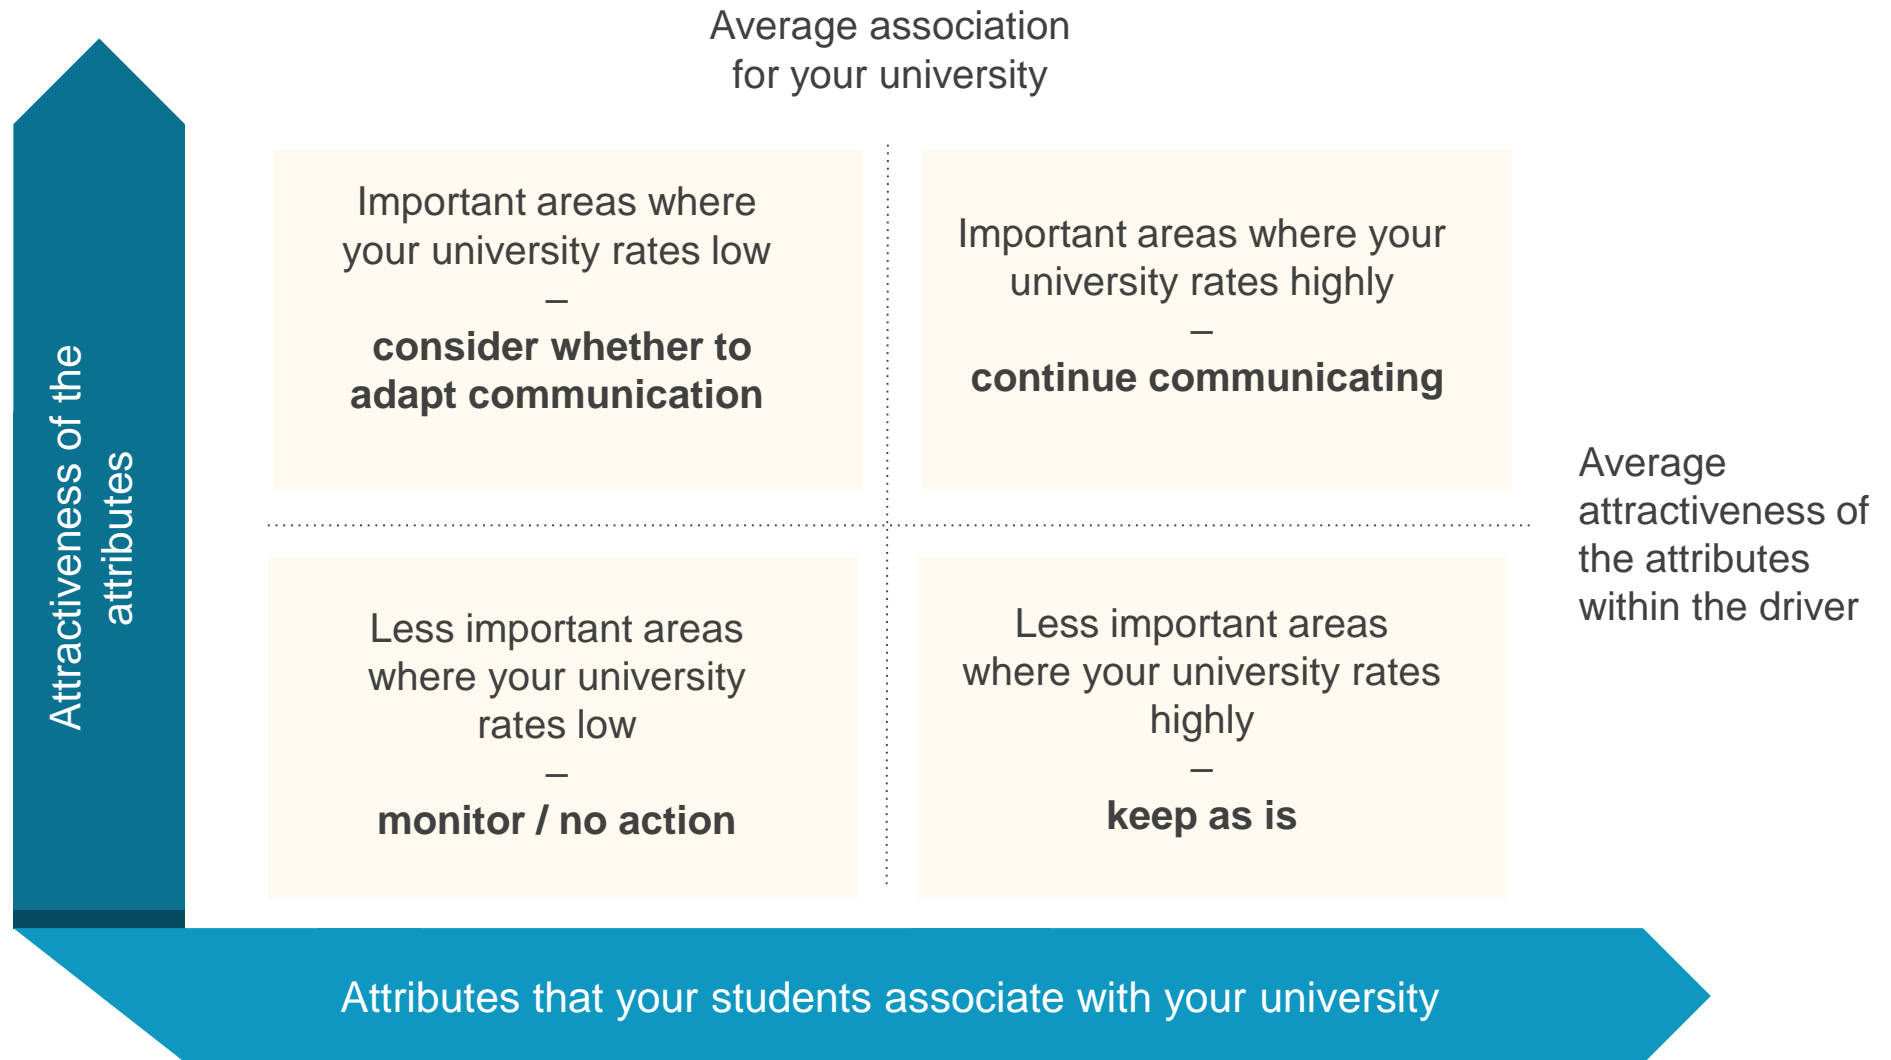 Average association
for your university
Important areas where
your university rates low
–
consider whether to
adapt communication
Important areas where your
university rates highly
–
continue communicating
Attractiveness of the
attributes
Average
attractiveness of
the attributes
within the driver
Less important areas
where your university
rates low
–
monitor / no action
Less important areas
where your university rates
highly
–
keep as is
Attributes that your students associate with your university